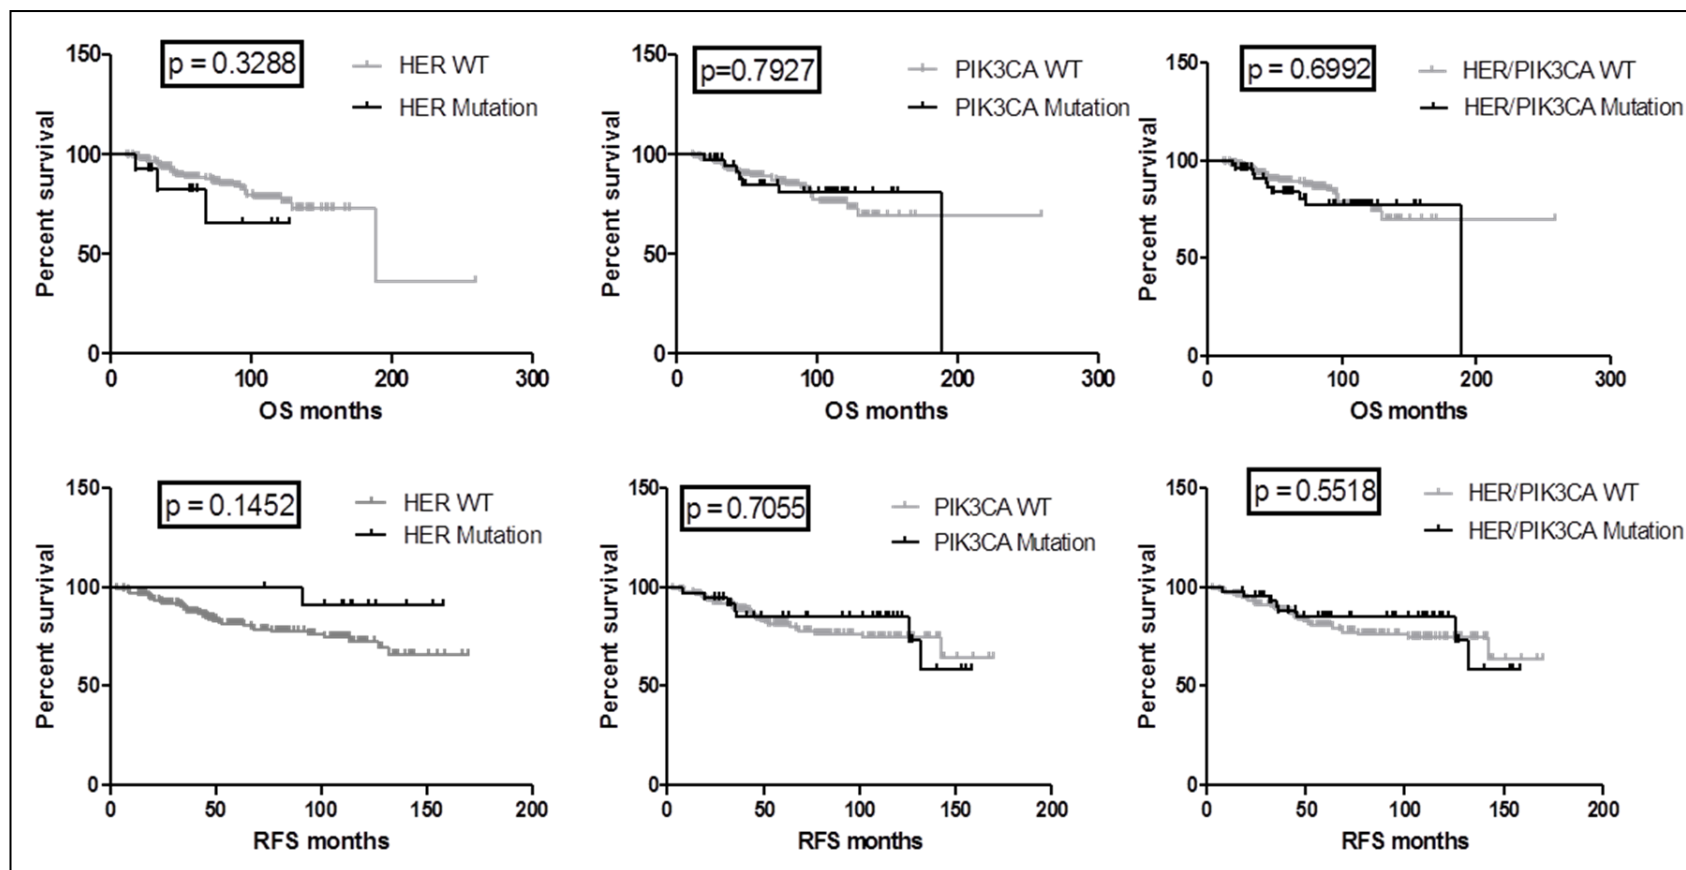 p = 0.3288
HER WT
HER Mutation
150
100
50
0
Percent survival
0 100 200 300
OS months
p=0.7927
PIK3CA WT
PIK3CA Mutation
150
100
50
0
Percent survival
0 100 200 300
OS months
p = 0.6992
HER/PIK3CA WT
HER/PIK3CA Mutation
150
100
50
0
Percent survival
0 100 200 300
OS months
p = 0.1452
HER WT
HER Mutation
150
100
50
0
Percent survival
0 50 100 150 200
RFS months
p = 0.7055
PIK3CA WT
PIK3CA Mutation
150
100
50
0
Percent survival
0 50 100 150 200
RFS months
p = 0.5518
HER/PIK3CA WT
HER/PIK3CA Mutation
150
100
50
0
Percent survival
0 50 100 150 200
RFS months